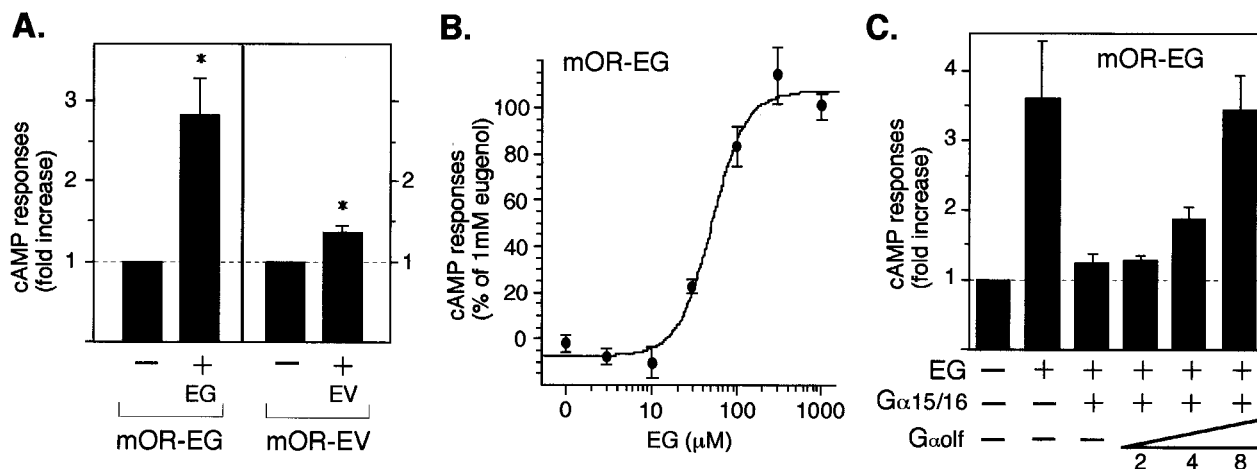 A.
cAMP responses
(fold increase)
3
2
1
2
1
*
*
— + — +
EG EV
mOR-EG mOR-EV
B.
mOR-EG
cAMP responses
(% of 1mM eugenol)
100
80
60
40
20
0
0 10 100 1000
EG (µM)
C.
mOR-EG
cAMP responses
(fold increase)
4
3
2
1
EG — + + + + +
Gα15/16 — — + + + +
Gαolf — — —
2 4 8